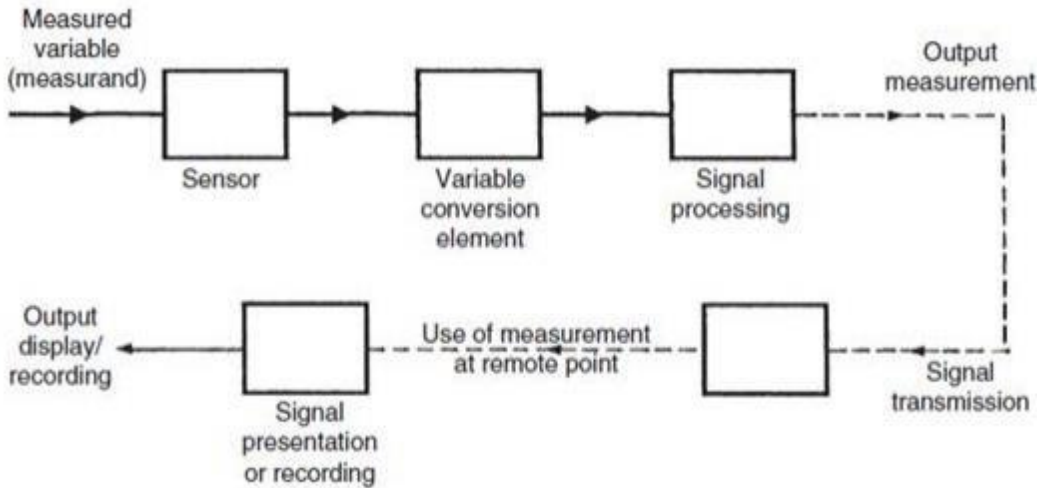 Measured
variable
(measurand)
Output
measurement
Sensor
Variable
conversion
element
Signal
processing
Output
display/
recording
Use of measurement
at remote point
Signal
transmission
Signal
presentation
or recording